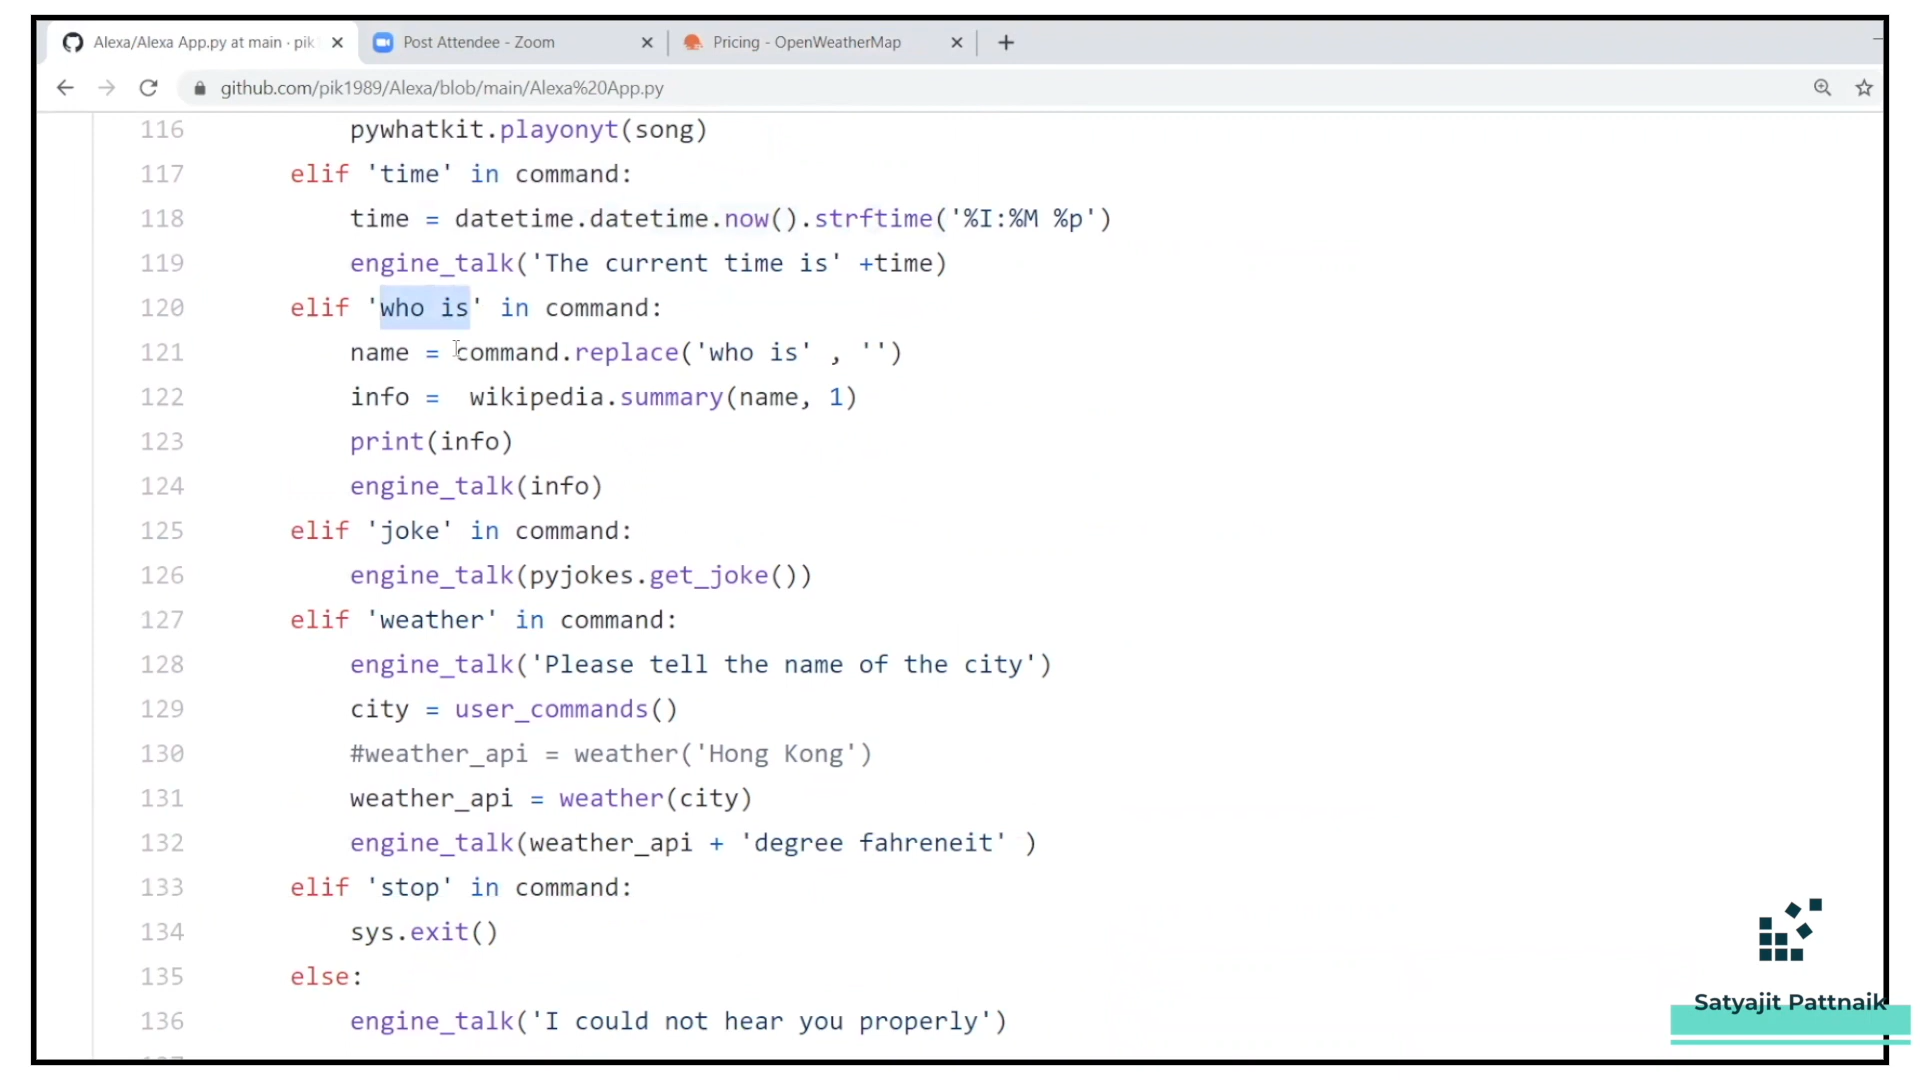 Alexa/Alexa App.py at main · pik
Post Attendee - Zoom
Pricing - OpenWeatherMap
github.com/pik1989/Alexa/blob/main/Alexa%20App.py
116 pywhatkit.playonyt(song)
117 elif 'time' in command:
118 time = datetime.datetime.now().strftime('%I:%M %p')
119 engine_talk('The current time is' +time)
120 elif 'who is' in command:
121 name = command.replace('who is' , '')
122 info =  wikipedia.summary(name, 1)
123 print(info)
124 engine_talk(info)
125 elif 'joke' in command:
126 engine_talk(pyjokes.get_joke())
127 elif 'weather' in command:
128 engine_talk('Please tell the name of the city')
129 city = user_commands()
130 #weather_api = weather('Hong Kong')
131 weather_api = weather(city)
132 engine_talk(weather_api + 'degree fahreneit' )
133 elif 'stop' in command:
134 sys.exit()
135 else:
136 engine_talk('I could not hear you properly')
Satyajit Pattnaik